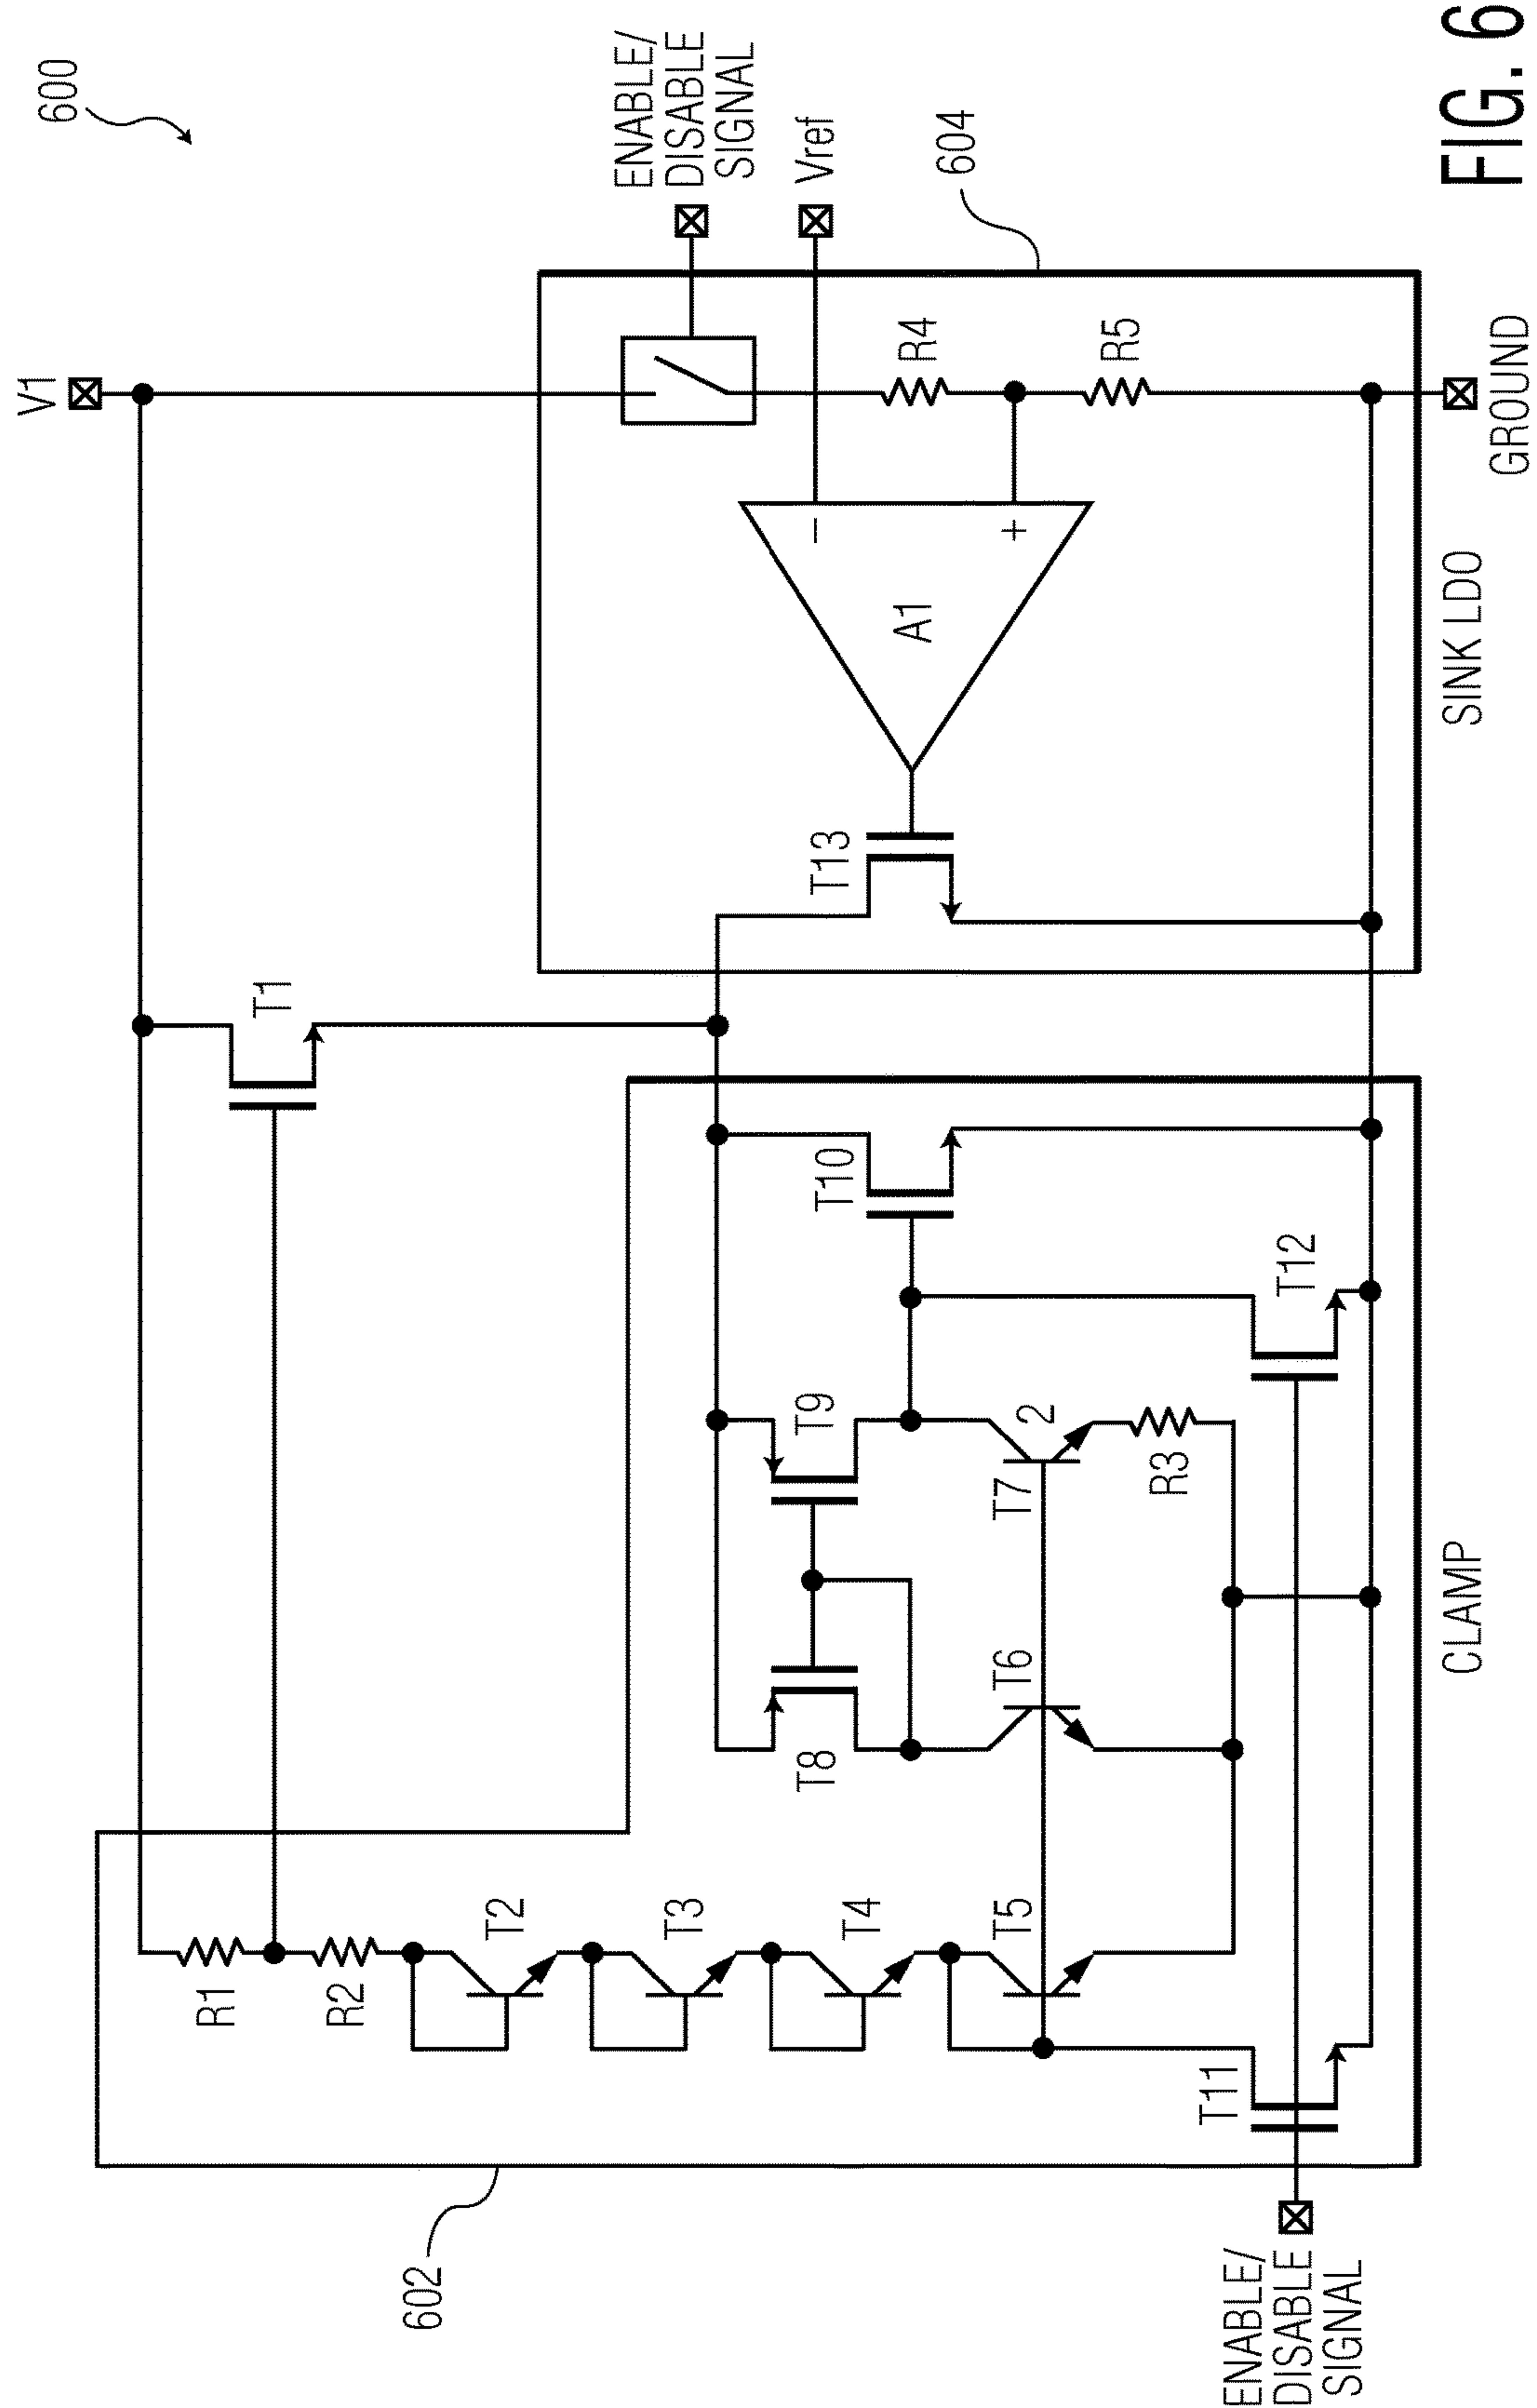 600
V1
ENABLE/
DISABLE
SIGNAL
Vref
604
R4
R5
-
+
A1
T13
GROUND
SINK LDO
T1
T10
T12
T9
T7
2
R3
T8
T6
CLAMP
R1
R2
T2
T3
T4
T5
T11
602
ENABLE/
DISABLE
SIGNAL
FIG. 6